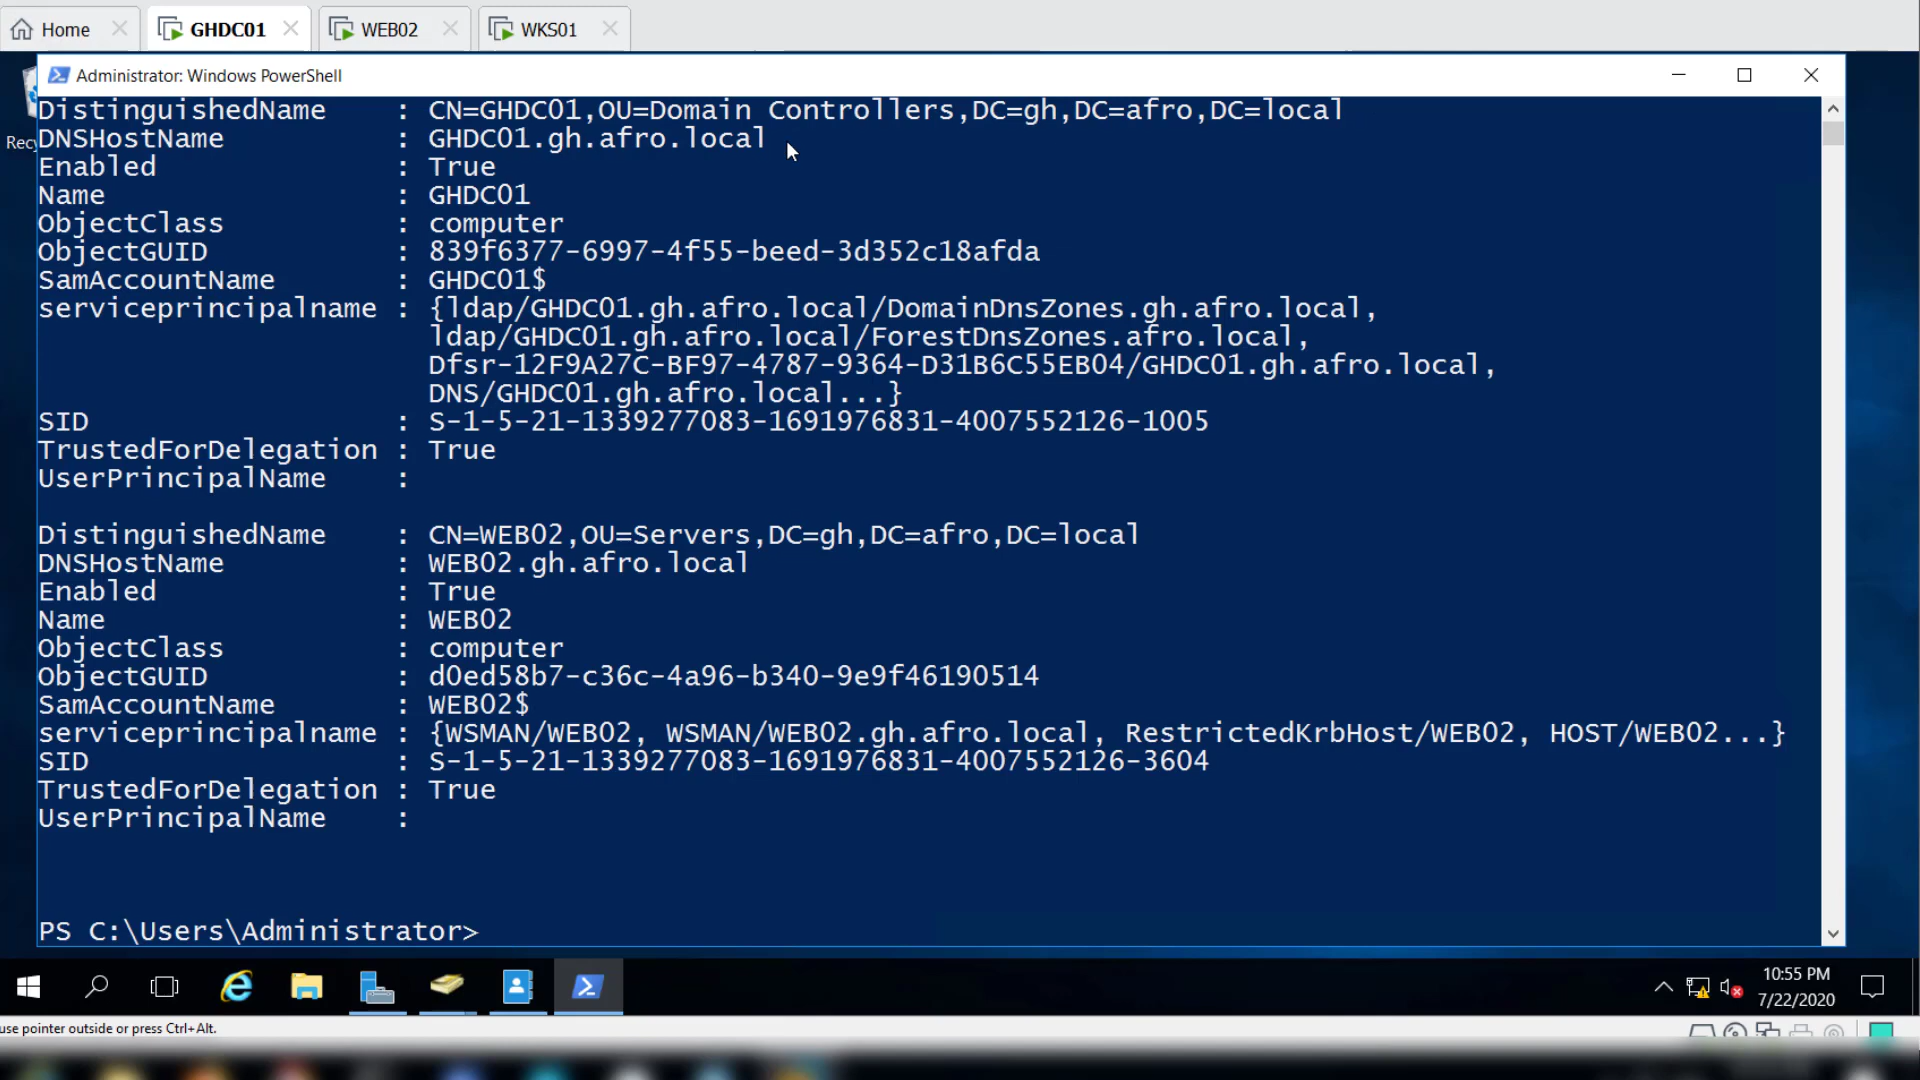 Home
GHDC01
WEB02
WKS01
Administrator: Windows PowerShell
Recy
DistinguishedName : CN=GHDC01,OU=Domain Controllers,DC=gh,DC=afro,DC=local
DNSHostName : GHDC01.gh.afro.local
Enabled : True
Name : GHDC01
ObjectClass : computer
ObjectGUID : 839f6377-6997-4f55-beed-3d352c18afda
SamAccountName : GHDC01$
serviceprincipalname : {ldap/GHDC01.gh.afro.local/DomainDnsZones.gh.afro.local,
ldap/GHDC01.gh.afro.local/ForestDnsZones.afro.local,
Dfsr-12F9A27C-BF97-4787-9364-D31B6C55EB04/GHDC01.gh.afro.local,
DNS/GHDC01.gh.afro.local...}
SID : S-1-5-21-1339277083-1691976831-4007552126-1005
TrustedForDelegation : True
UserPrincipalName :
DistinguishedName : CN=WEB02,OU=Servers,DC=gh,DC=afro,DC=local
DNSHostName : WEB02.gh.afro.local
Enabled : True
Name : WEB02
ObjectClass : computer
ObjectGUID : d0ed58b7-c36c-4a96-b340-9e9f46190514
SamAccountName : WEB02$
serviceprincipalname : {WSMAN/WEB02, WSMAN/WEB02.gh.afro.local, RestrictedKrbHost/WEB02, HOST/WEB02...}
SID : S-1-5-21-1339277083-1691976831-4007552126-3604
TrustedForDelegation : True
UserPrincipalName :
PS C:\Users\Administrator>
10:55 PM
7/22/2020
use pointer outside or press Ctrl+Alt.